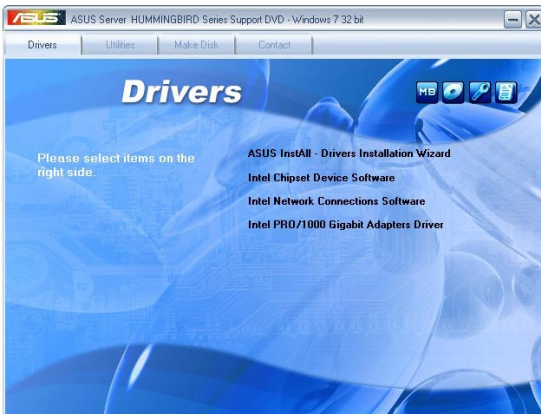 ASUS ASUS Server HUMMINGBIRD Series Support DVD - Windows 7 32 bit
Drivers Utilities Make Disk Contact
Drivers
MB
Please select items on the
right side.
ASUS InstAll - Drivers Installation Wizard
Intel Chipset Device Software
Intel Network Connections Software
Intel PRO/1000 Gigabit Adapters Driver